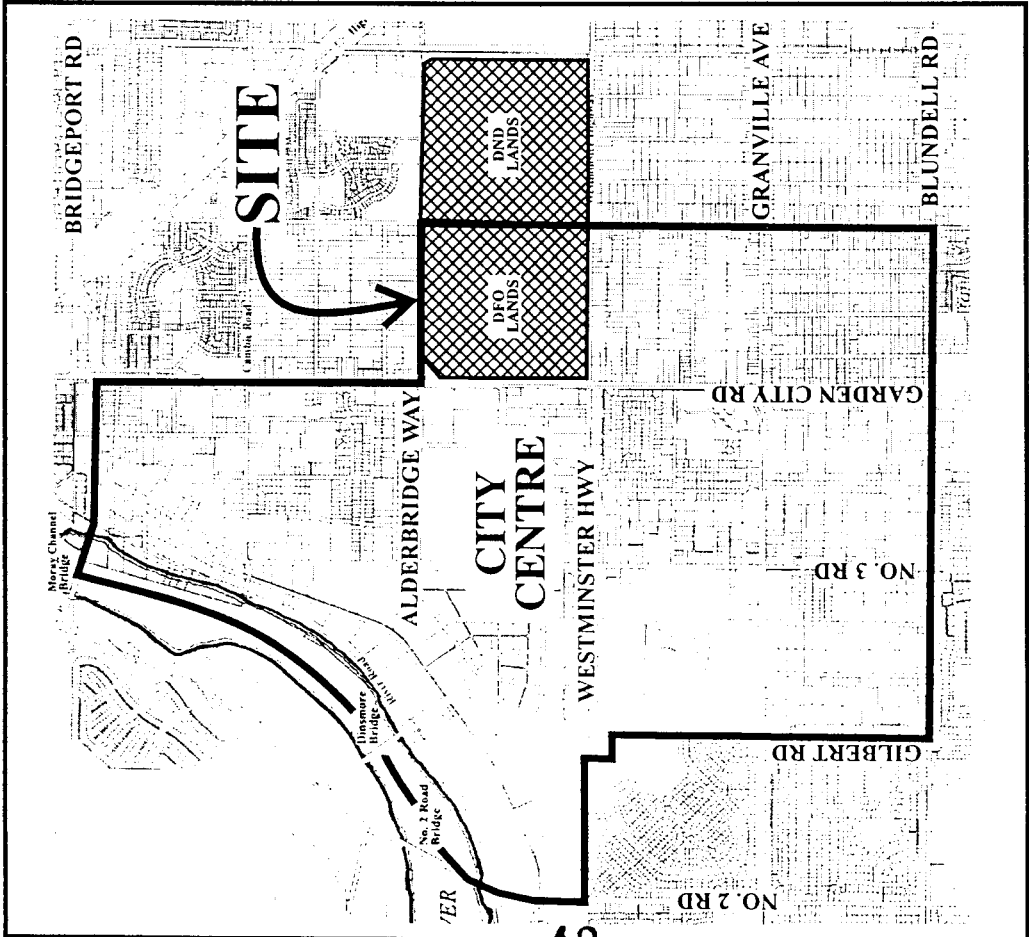 BRIDGEPORT RD
SITE
Cambie Road
Moray Channel
Bridge
ALDERBRIDGE WAY
DFO
LANDS
DND
LANDS
CITY
CENTRE
River Road
Dinsmore
Bridge
No. 2 Road
Bridge
WESTMINSTER HWY
GARDEN CITY RD
GRANVILLE AVE
NO. 3 RD
GILBERT RD
NO. 2 RD
BLUNDELL RD